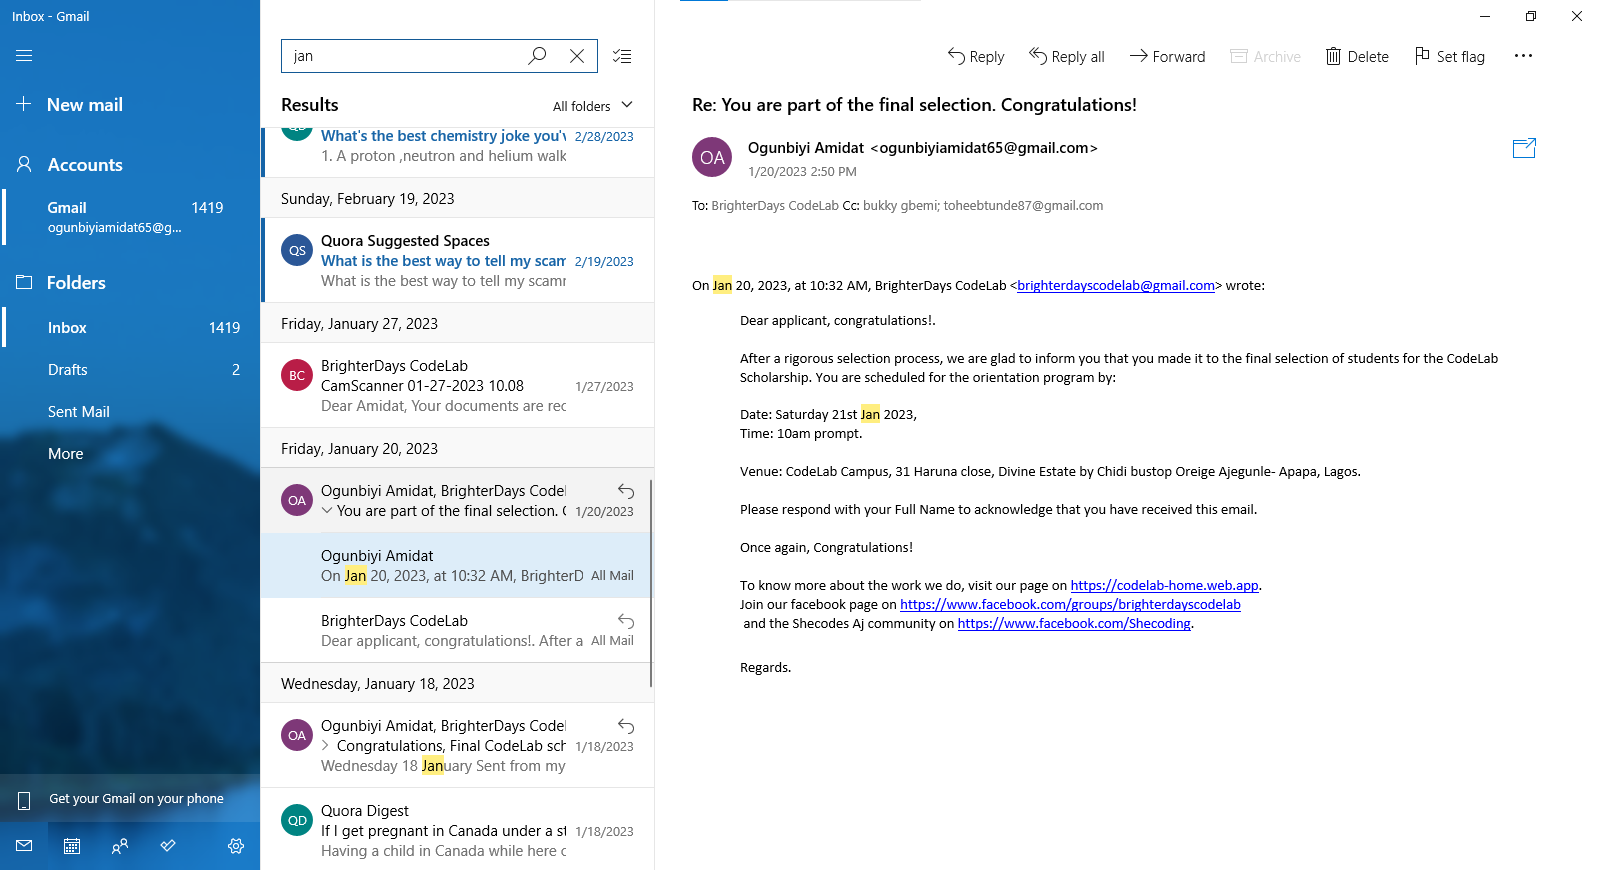 Inbox - Gmail
New mail
Accounts
Gmail 1419
ogunbiyiamidat65@g...
Folders
Inbox 1419
Drafts 2
Sent Mail
More
Get your Gmail on your phone
jan
Results All folders
QD
What's the best chemistry joke you'v 2/28/2023
1. A proton ,neutron and helium walk
Sunday, February 19, 2023
QS
Quora Suggested Spaces
What is the best way to tell my scam 2/19/2023
What is the best way to tell my scamr
Friday, January 27, 2023
BC
BrighterDays CodeLab
CamScanner 01-27-2023 10.08 1/27/2023
Dear Amidat, Your documents are rec
Friday, January 20, 2023
OA
Ogunbiyi Amidat, BrighterDays Codel
You are part of the final selection. C 1/20/2023
Ogunbiyi Amidat
On Jan 20, 2023, at 10:32 AM, BrighterD All Mail
BrighterDays CodeLab
Dear applicant, congratulations!. After a All Mail
Wednesday, January 18, 2023
OA
Ogunbiyi Amidat, BrighterDays Codel
Congratulations, Final CodeLab sch 1/18/2023
Wednesday 18 January Sent from my
QD
Quora Digest
If I get pregnant in Canada under a st 1/18/2023
Having a child in Canada while here c
Reply Reply all Forward Archive Delete Set flag
Re: You are part of the final selection. Congratulations!
OA
Ogunbiyi Amidat <ogunbiyiamidat65@gmail.com>
1/20/2023 2:50 PM
To: BrighterDays CodeLab Cc: bukky gbemi; toheebtunde87@gmail.com
On Jan 20, 2023, at 10:32 AM, BrighterDays CodeLab <brighterdayscodelab@gmail.com> wrote:
Dear applicant, congratulations!.
After a rigorous selection process, we are glad to inform you that you made it to the final selection of students for the CodeLab
Scholarship. You are scheduled for the orientation program by:
Date: Saturday 21st Jan 2023,
Time: 10am prompt.
Venue: CodeLab Campus, 31 Haruna close, Divine Estate by Chidi bustop Oreige Ajegunle- Apapa, Lagos.
Please respond with your Full Name to acknowledge that you have received this email.
Once again, Congratulations!
To know more about the work we do, visit our page on https://codelab-home.web.app.
Join our facebook page on https://www.facebook.com/groups/brighterdayscodelab
and the Shecodes Aj community on https://www.facebook.com/Shecoding.
Regards.